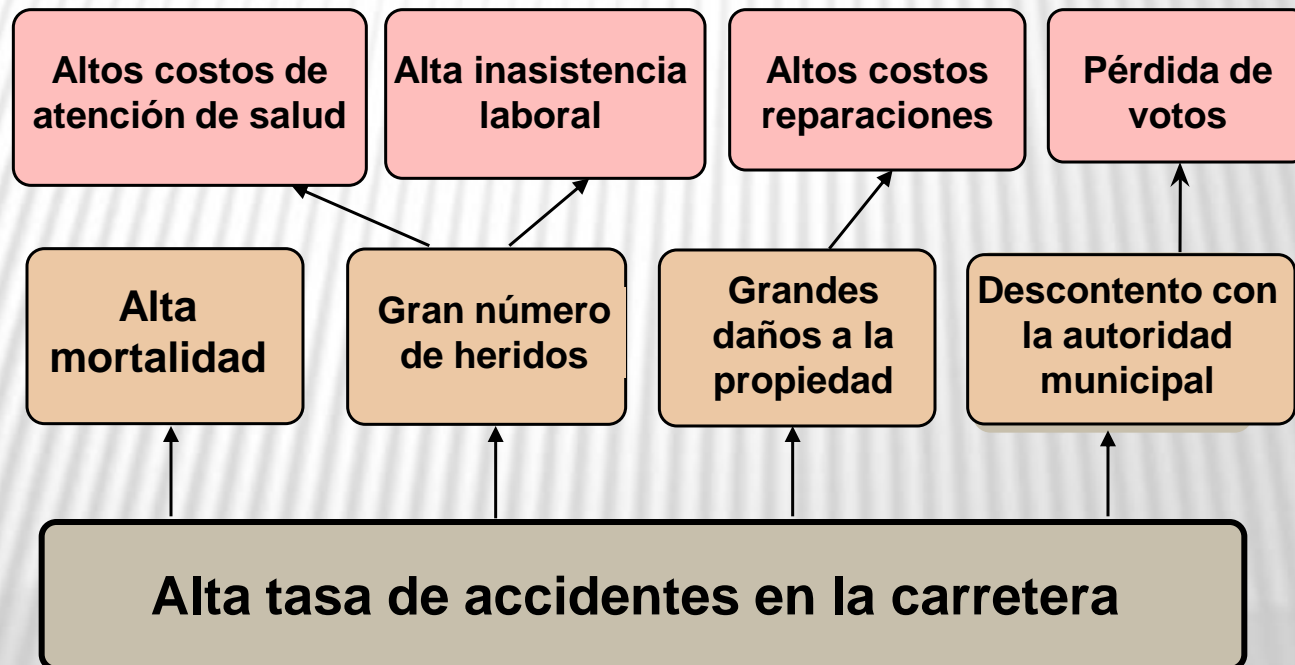 Altos costos de
atención de salud
Alta inasistencia
laboral
Altos costos
reparaciones
Pérdida de
votos
Alta
mortalidad
Gran número
de heridos
Grandes
daños a la
propiedad
Descontento con
la autoridad
municipal
Alta tasa de accidentes en la carretera